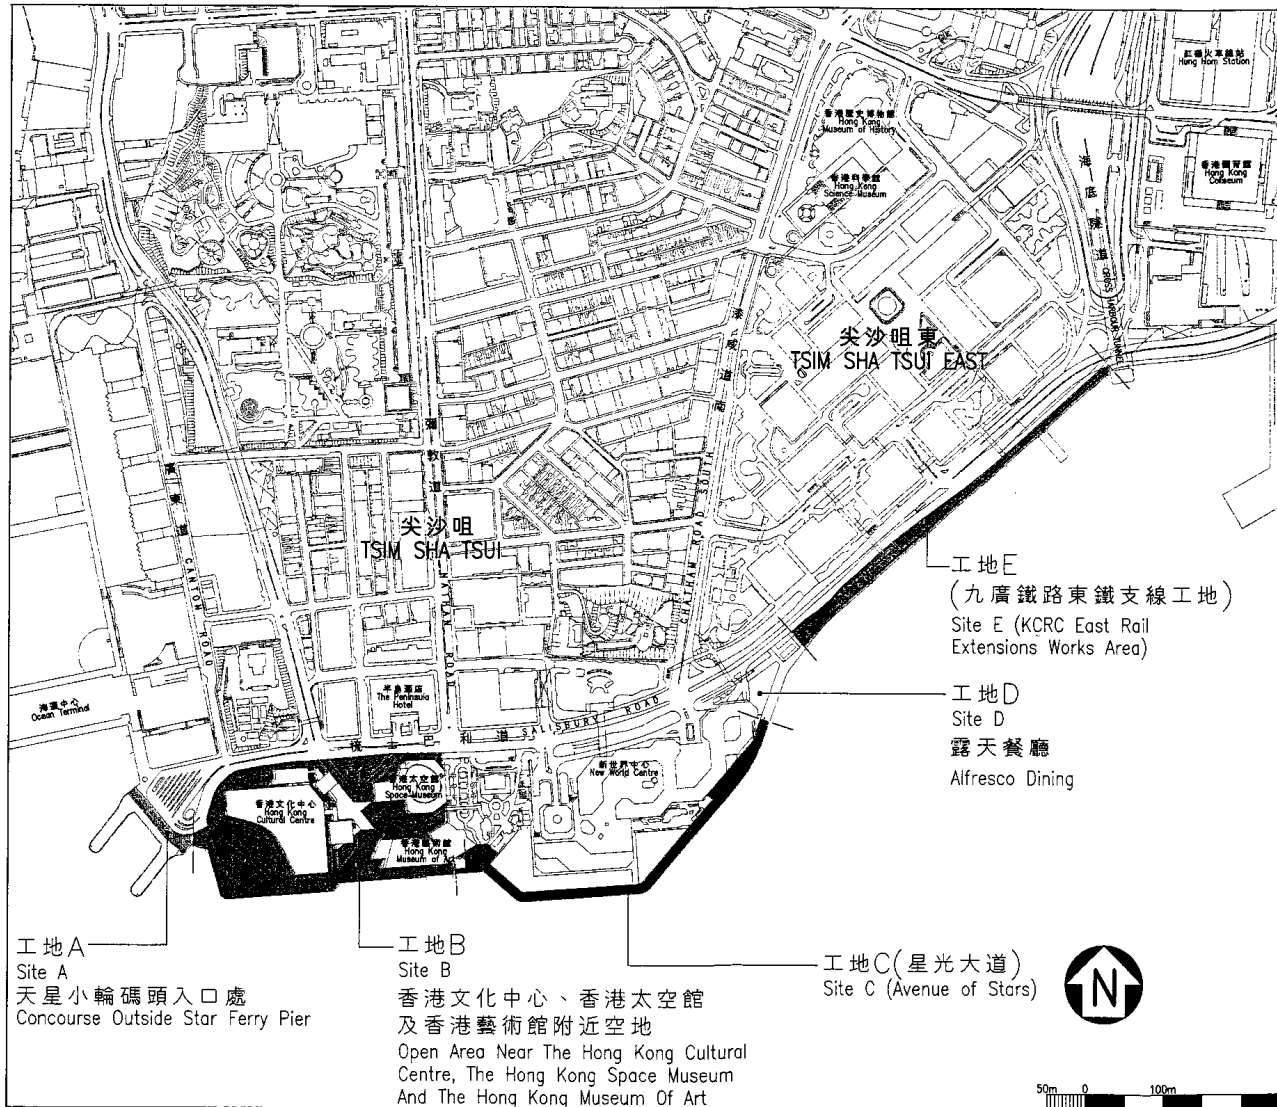 紅磡火車總站
Hung Hom Station
香港歷史博物館
Hong Kong
Museum of History
香港科學館
Hong Kong
Science Museum
香港體育館
Hong Kong
Coliseum
海底隧道 CROSS HARBOUR TUNNEL
尖沙咀東
TSIM SHA TSUI EAST
漆咸道南
CHATHAM ROAD SOUTH
彌敦道
NATHAN ROAD
廣東道 CANTON ROAD
尖沙咀
TSIM SHA TSUI
海運中心
Ocean Terminal
半島酒店
The Peninsula
Hotel
梳士巴利道 SALISBURY ROAD
新世界中心
New World Centre
香港太空館
Hong Kong
Space Museum
香港文化中心
Hong Kong
Cultural Centre
香港藝術館
Hong Kong
Museum of Art
工地E
(九廣鐵路東鐵支線工地)
Site E (KCRC East Rail
Extensions Works Area)
工地D
Site D
露天餐廳
Alfresco Dining
工地A
Site A
天星小輪碼頭入口處
Concourse Outside Star Ferry Pier
工地B
Site B
香港文化中心、香港太空館
及香港藝術館附近空地
Open Area Near The Hong Kong Cultural
Centre, The Hong Kong Space Museum
And The Hong Kong Museum Of Art
工地C(星光大道)
Site C (Avenue of Stars)
N
50m 0 100m